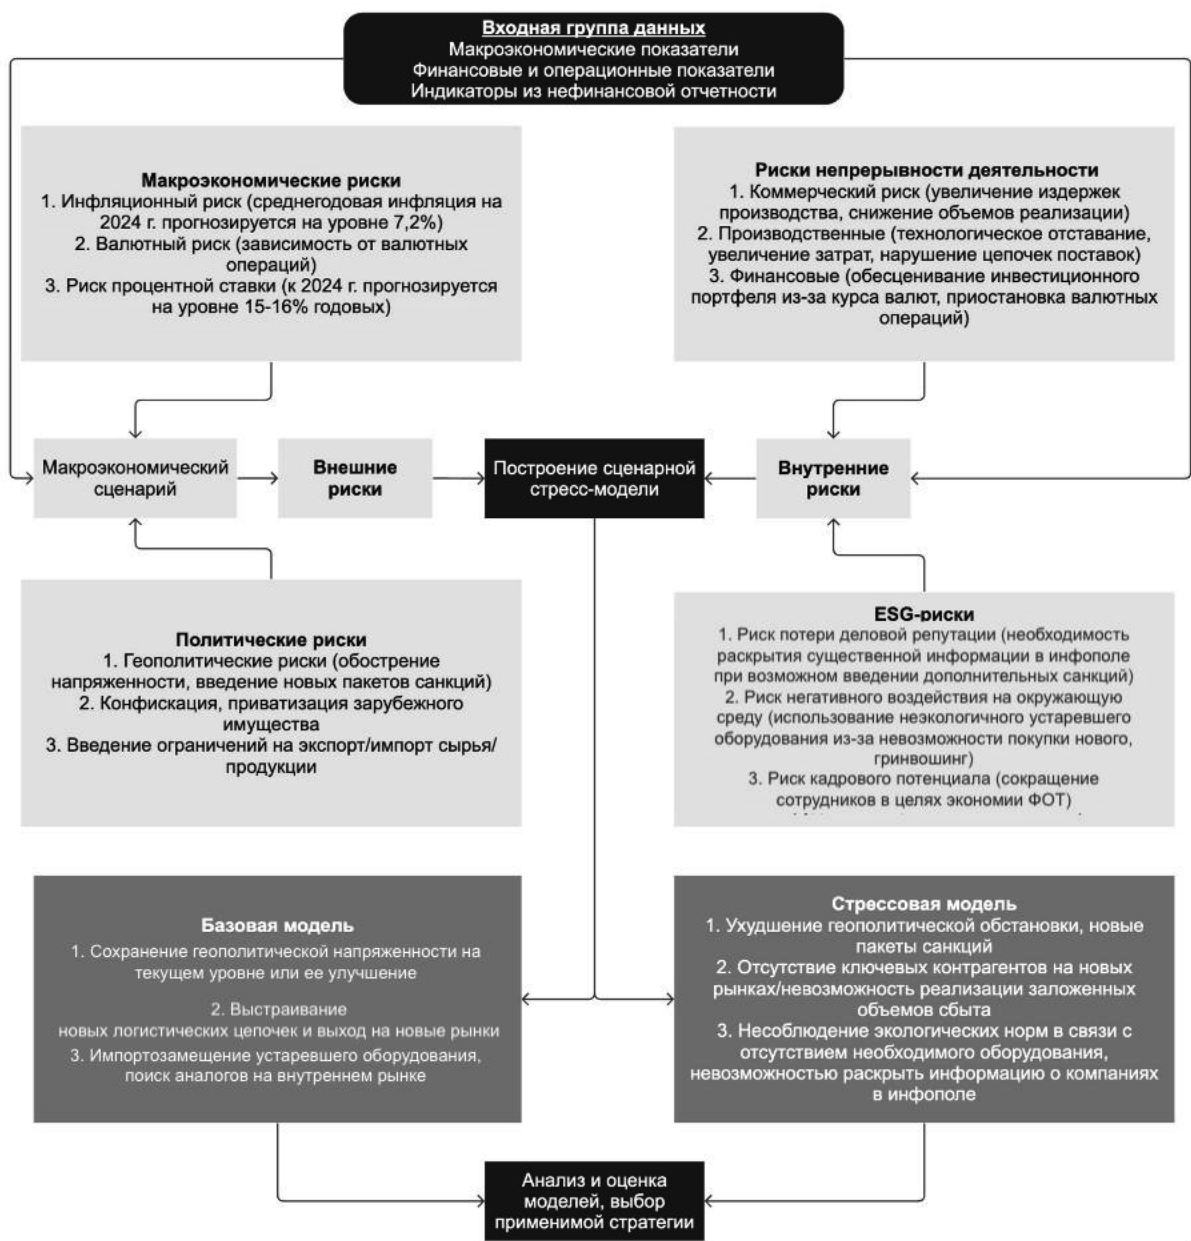 Входная группа данных
Макроэкономические показатели
Финансовые и операционные показатели
Индикаторы из нефинансовой отчетности
Макроэкономические риски
1. Инфляционный риск (среднегодовая инфляция на
2024 г. прогнозируется на уровне 7,2%)
2. Валютный риск (зависимость от валютных
операций)
3. Риск процентной ставки (к 2024 г. прогнозируется
на уровне 15-16% годовых)
Риски непрерывности деятельности
1. Коммерческий риск (увеличение издержек
производства, снижение объемов реализации)
2. Производственные (технологическое отставание,
увеличение затрат, нарушение цепочек поставок)
3. Финансовые (обесценивание инвестиционного
портфеля из-за курса валют, приостановка валютных
операций)
Макроэкономический
сценарий
Внешние
риски
Построение сценарной
стресс-модели
Внутренние
риски
Политические риски
1. Геополитические риски (обострение
напряженности, введение новых пакетов санкций)
2. Конфискация, приватизация зарубежного
имущества
3. Введение ограничений на экспорт/импорт сырья/
продукции
ESG-риски
1. Риск потери деловой репутации (необходимость
раскрытия существенной информации в инфополе
при возможном введении дополнительных санкций)
2. Риск негативного воздействия на окружающую
среду (использование неэкологичного устаревшего
оборудования из-за невозможности покупки нового,
гринвошинг)
3. Риск кадрового потенциала (сокращение
сотрудников в целях экономии ФОТ)
Базовая модель
1. Сохранение геополитической напряженности на
текущем уровне или ее улучшение
2. Выстраивание
новых логистических цепочек и выход на новые рынки
3. Импортозамещение устаревшего оборудования,
поиск аналогов на внутреннем рынке
Стрессовая модель
1. Ухудшение геополитической обстановки, новые
пакеты санкций
2. Отсутствие ключевых контрагентов на новых
рынках/невозможность реализации заложенных
объемов сбыта
3. Несоблюдение экологических норм в связи с
отсутствием необходимого оборудования,
невозможностью раскрыть информацию о компаниях
в инфополе
Анализ и оценка
моделей, выбор
применимой стратегии